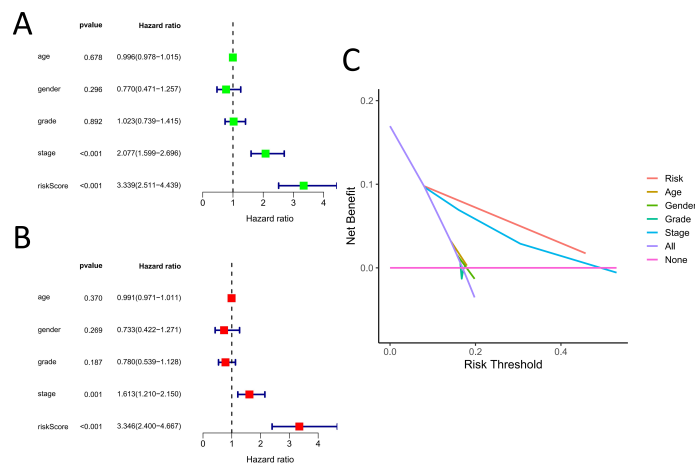 A
pvalue Hazard ratio
age 0.678 0.996(0.978−1.015)
gender 0.296 0.770(0.471−1.257)
grade 0.892 1.023(0.739−1.415)
stage <0.001 2.077(1.599−2.696)
riskScore <0.001 3.339(2.511−4.439)
0 1 2 3 4
Hazard ratio
B
pvalue Hazard ratio
age 0.370 0.991(0.971−1.011)
gender 0.269 0.733(0.422−1.271)
grade 0.187 0.780(0.539−1.128)
stage 0.001 1.613(1.210−2.150)
riskScore <0.001 3.346(2.400−4.667)
0 1 2 3 4
Hazard ratio
C
Net Benefit
0.2
0.1
0.0
0.0 0.2 0.4
Risk Threshold
Risk
Age
Gender
Grade
Stage
All
None